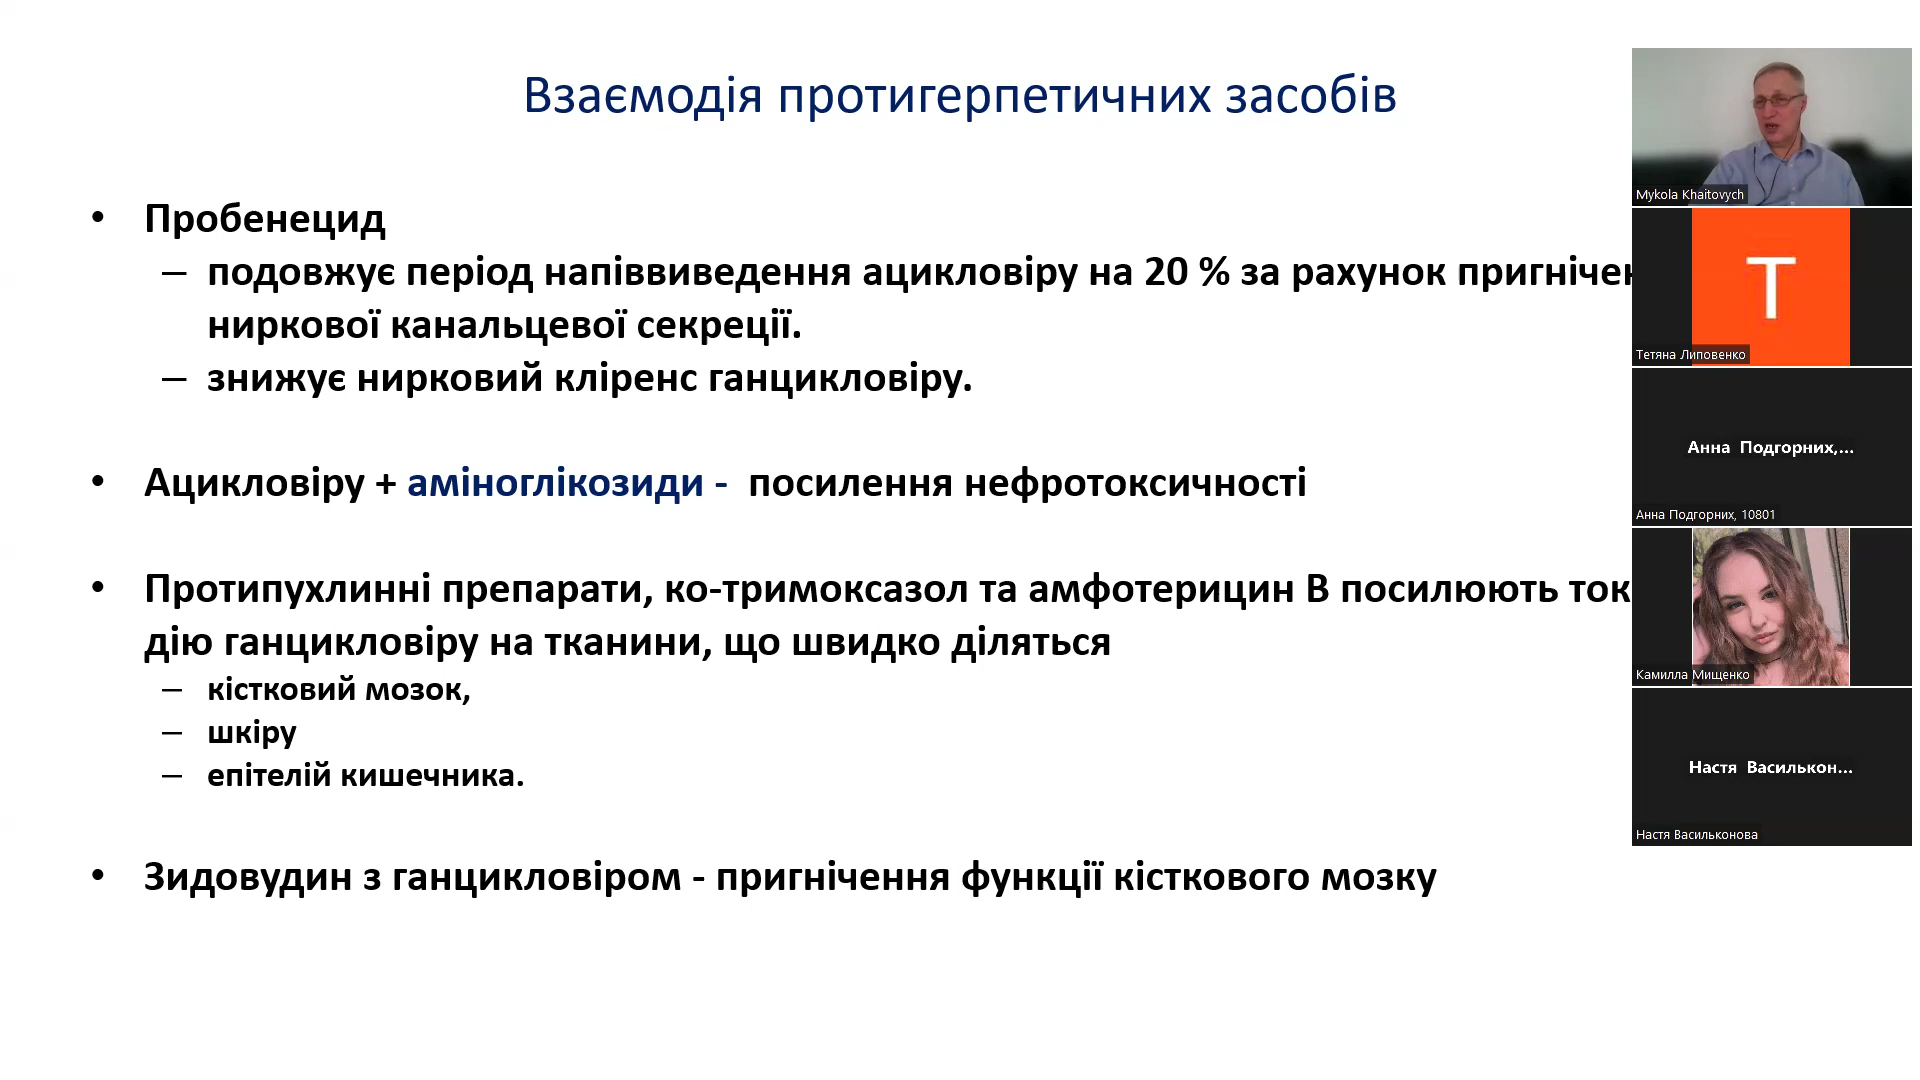 Взаємодія протигерпетичних засобів
• Пробенецид
– подовжує період напіввиведення ацикловіру на 20 % за рахунок
ниркової канальцевої секреції.
– знижує нирковий кліренс ганцикловіру.
• Ацикловіру + аміноглікозиди - посилення нефротоксичності
• Протипухлинні препарати, ко-тримоксазол та амфотерицин В посилюють
дію ганцикловіру на тканини, що швидко діляться
– кістковий мозок,
– шкіру
– епітелій кишечника.
• Зидовудин з ганцикловіром - пригнічення функції кісткового мозку
Mykola Khaitovych
T
Тетяна Липовенко
Анна Подгорних,...
Анна Подгорних, 10801
Камилла Мищенко
Настя Василькон...
Настя Васильконова